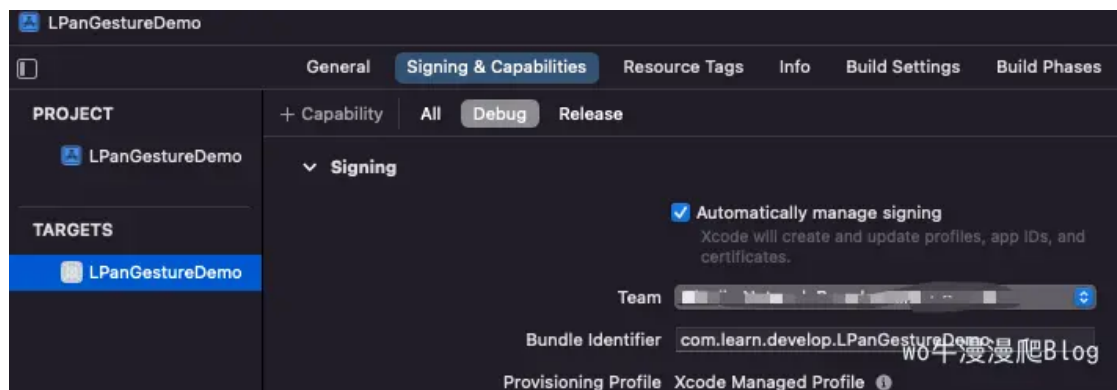 LPanGestureDemo
General Signing & Capabilities Resource Tags Info Build Settings Build Phases
PROJECT
+ Capability All Debug Release
LPanGestureDemo
Signing
Automatically manage signing
Xcode will create and update profiles, app IDs, and
certificates.
TARGETS
LPanGestureDemo
Team
Bundle Identifier com.learn.develop.LPanGestureDemo
wo牛漫漫爬Blog
Provisioning Profile Xcode Managed Profile